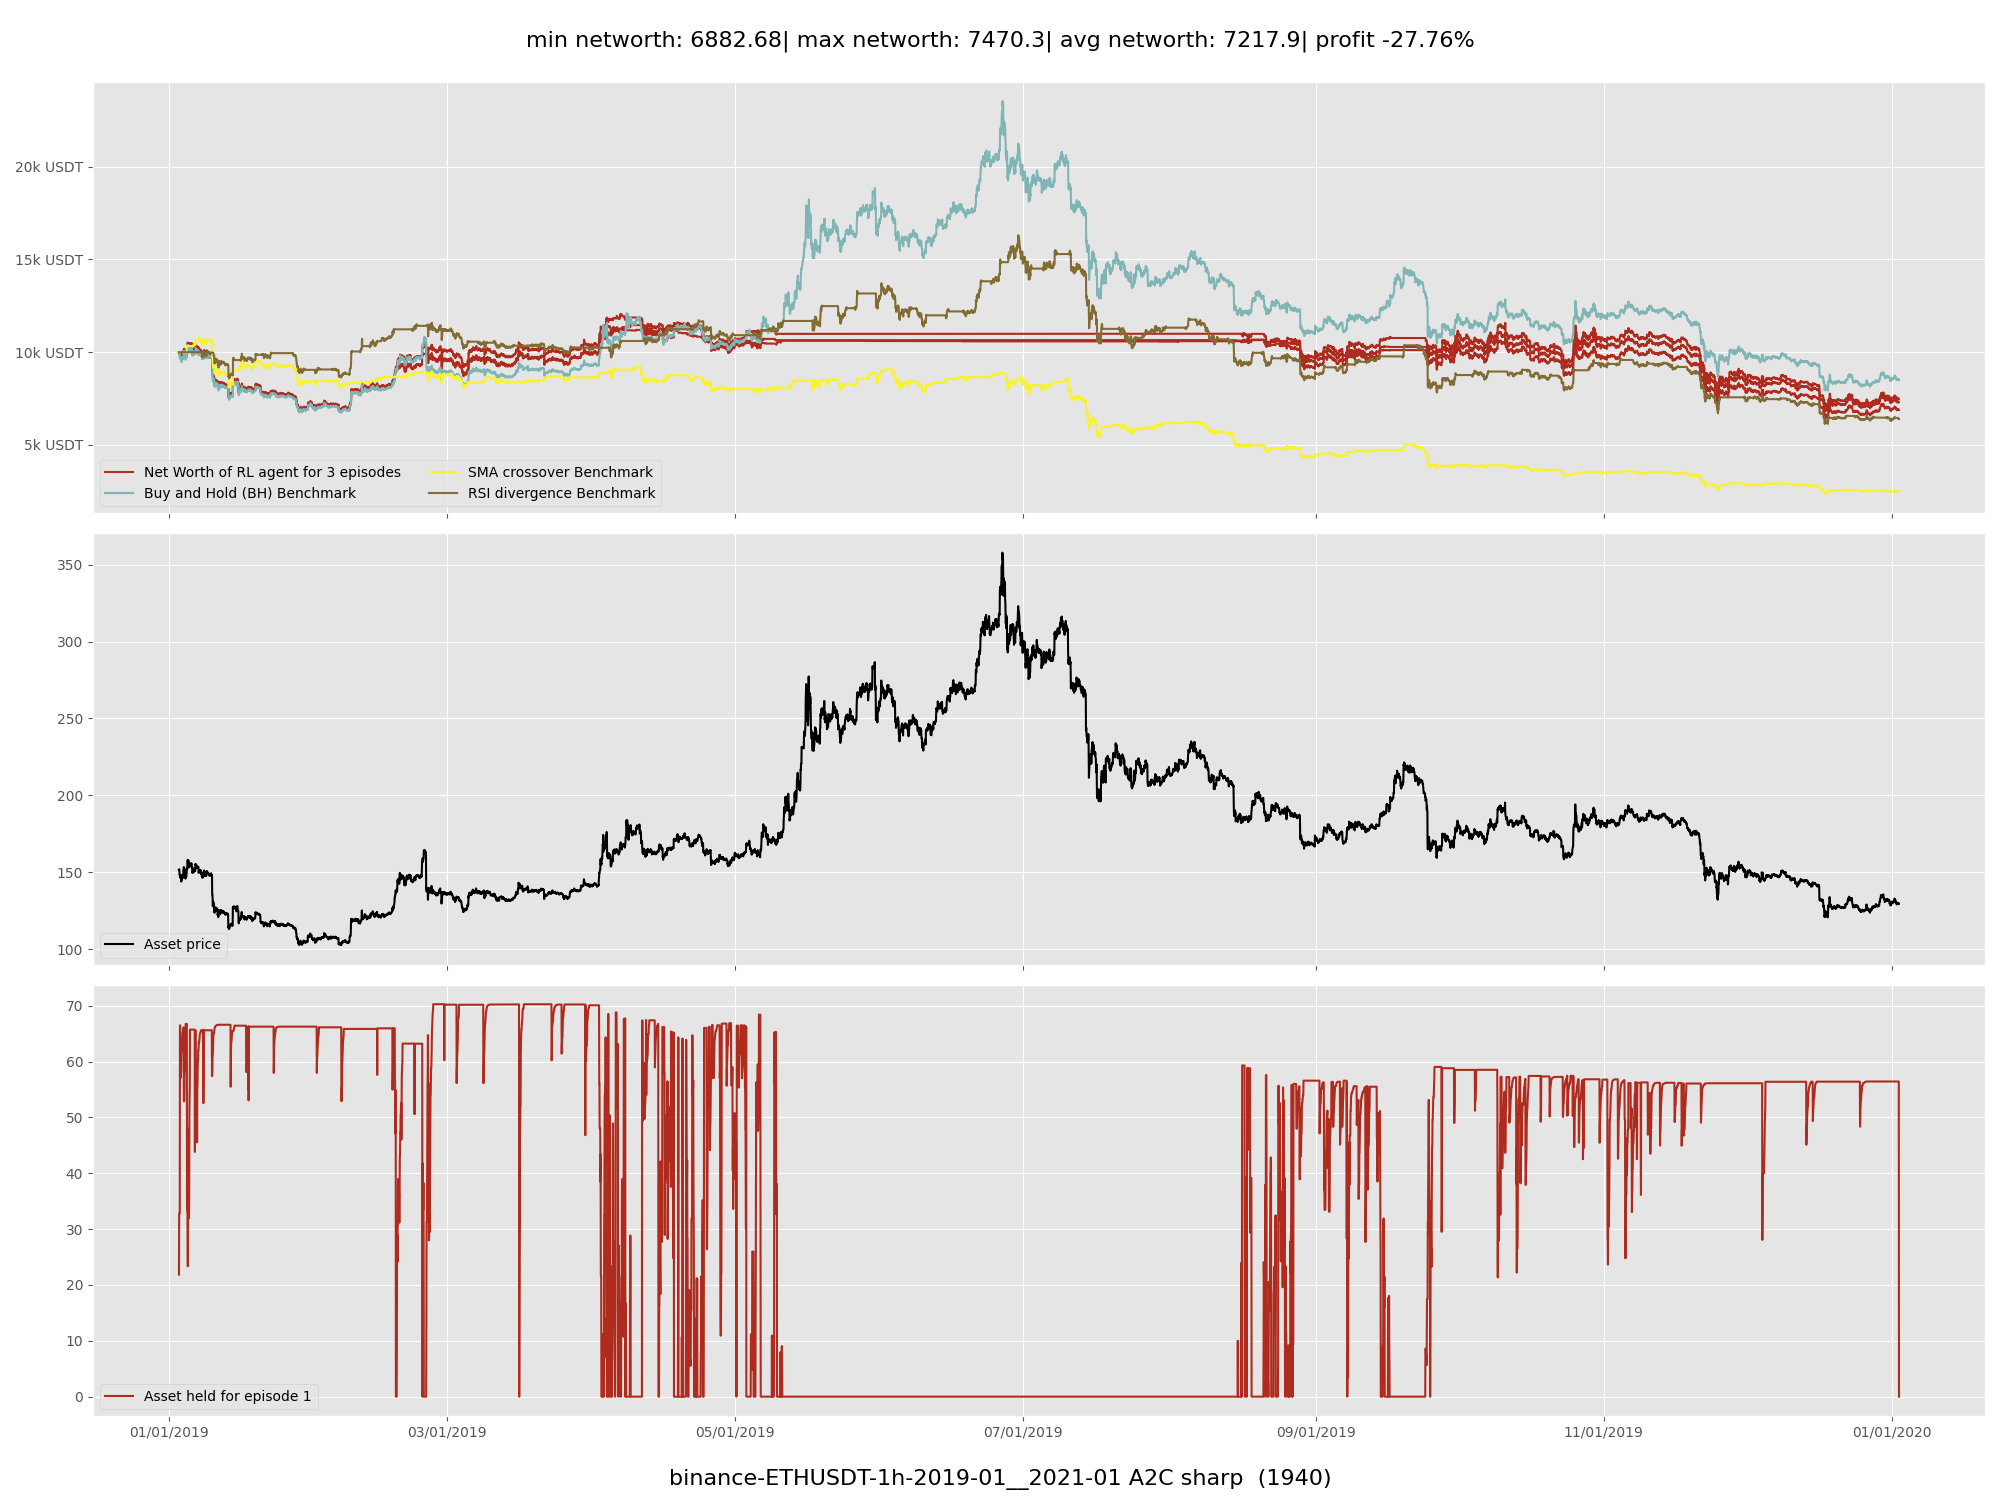 min networth: 6882.68| max networth: 7470.3| avg networth: 7217.9| profit -27.76%
20k USDT
15k USDT
10k USDT
5k USDT
Net Worth of RL agent for 3 episodes
Buy and Hold (BH) Benchmark
SMA crossover Benchmark
RSI divergence Benchmark
350
300
250
200
150
100
Asset price
70
60
50
40
30
20
10
0
Asset held for episode 1
01/01/2019 03/01/2019 05/01/2019 07/01/2019 09/01/2019 11/01/2019 01/01/2020
binance-ETHUSDT-1h-2019-01__2021-01 A2C sharp (1940)